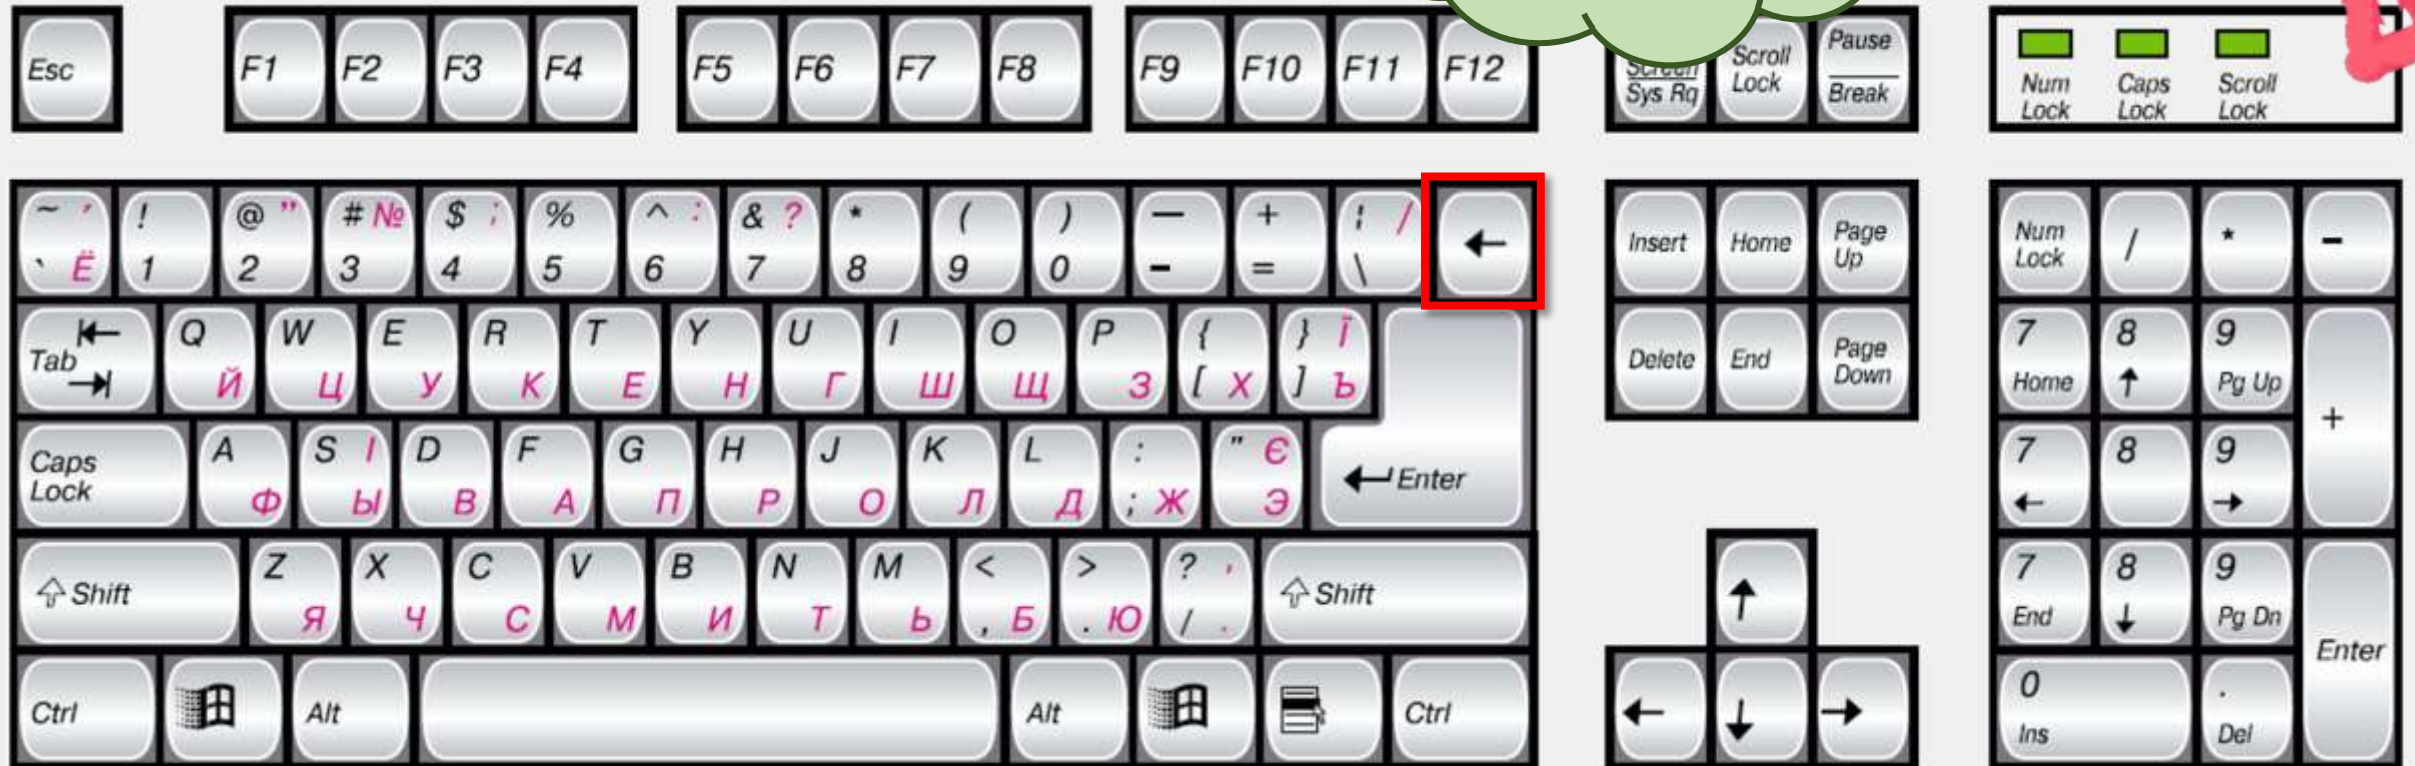 Esc F1 F2 F3 F4 F5 F6 F7 F8 F9 F10 F11 F12 Screen Sys Rq Scroll Lock Pause Break Num Lock Caps Lock Scroll Lock
~ ' ` Ё ! 1 @ " 2 # № 3 $ ; 4 % 5 ^ : 6 & ? 7 * 8 ( 9 ) 0 — - + = ¦ / \ ← Insert Home Page Up Num Lock / * -
Tab Q Й W Ц E У R К T Е Y Н U Г I Ш O Щ P З { [ Х } Ї ] Ъ Delete End Page Down 7 Home 8 ↑ 9 Pg Up +
Caps Lock A Ф S І Ы D В F А G П H Р J О K Л L Д : ; Ж " Є Э Enter 7 ← 8 9 →
Shift Z Я X Ч C С V М B И N Т M Ь < , Б > . Ю ? ' / . Shift ↑ 7 End 8 ↓ 9 Pg Dn Enter
Ctrl Alt Alt Ctrl ← ↓ → 0 Ins . Del